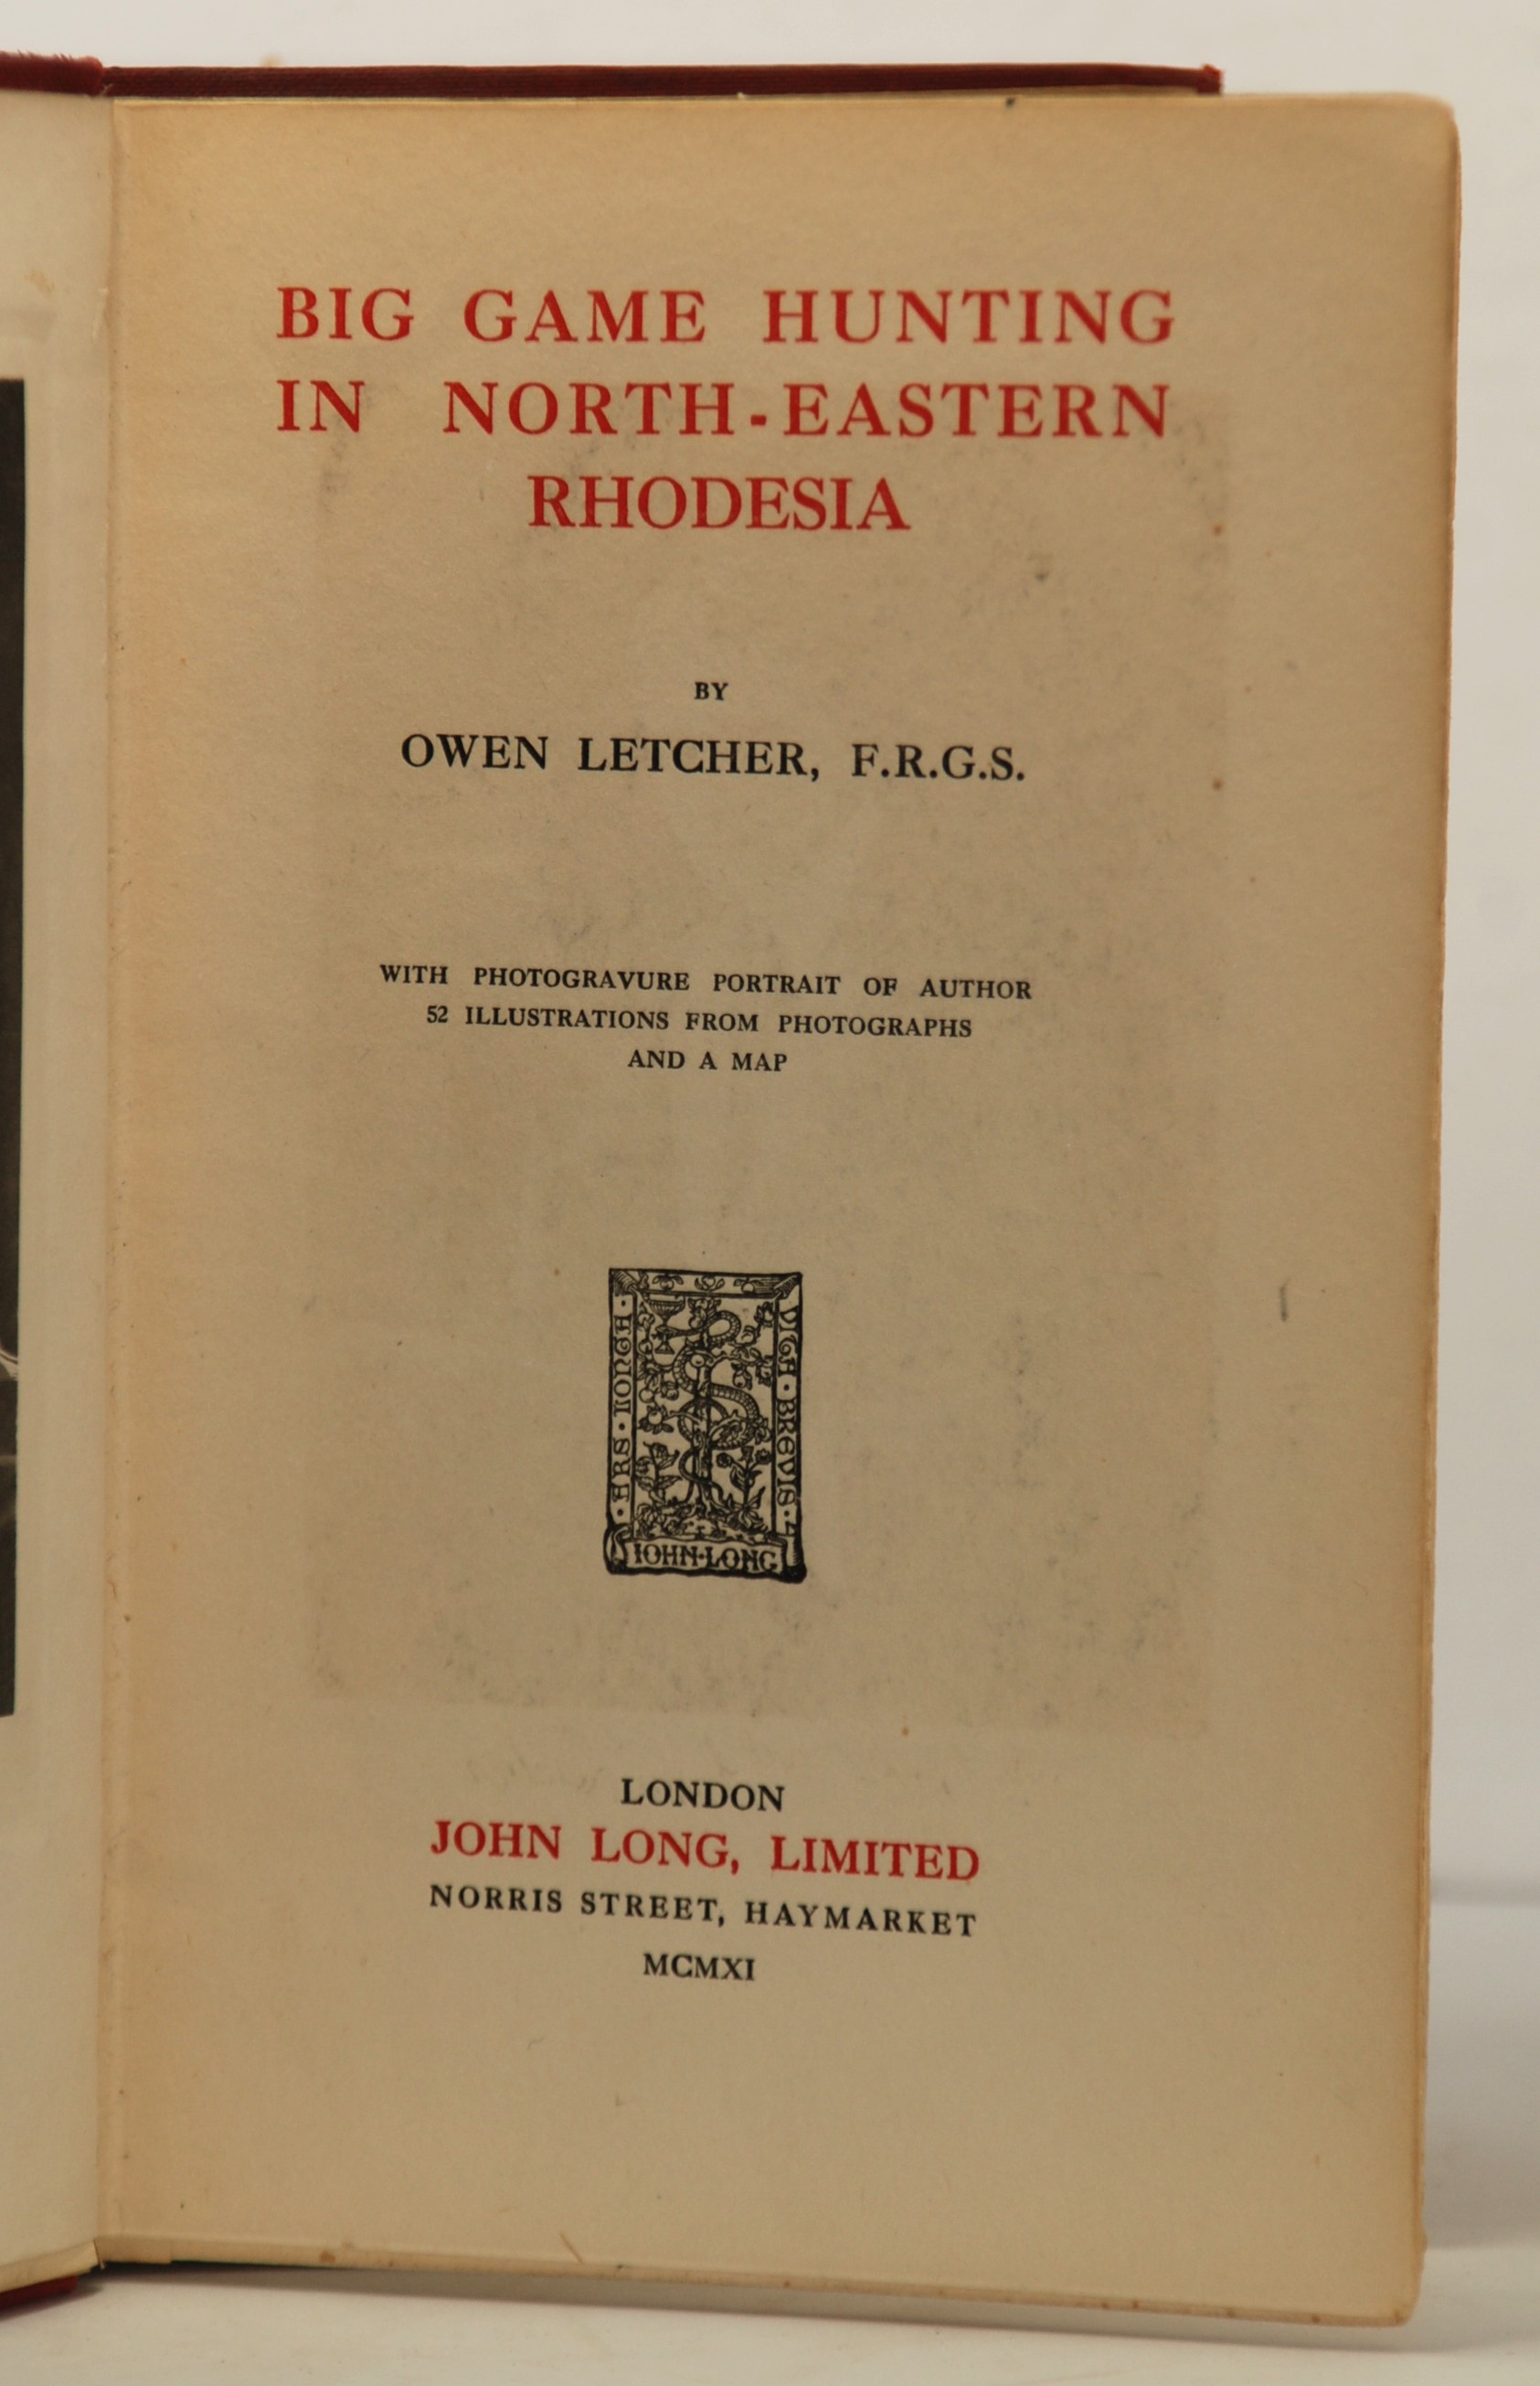 BIG GAME HUNTING
IN NORTH-EASTERN
RHODESIA
BY
OWEN LETCHER, F.R.G.S.
WITH PHOTOGRAVURE PORTRAIT OF AUTHOR
52 ILLUSTRATIONS FROM PHOTOGRAPHS
AND A MAP
· ARS · LONGA ·
VITA · BREVIS ·
IOHN · LONG
LONDON
JOHN LONG, LIMITED
NORRIS STREET, HAYMARKET
MCMXI